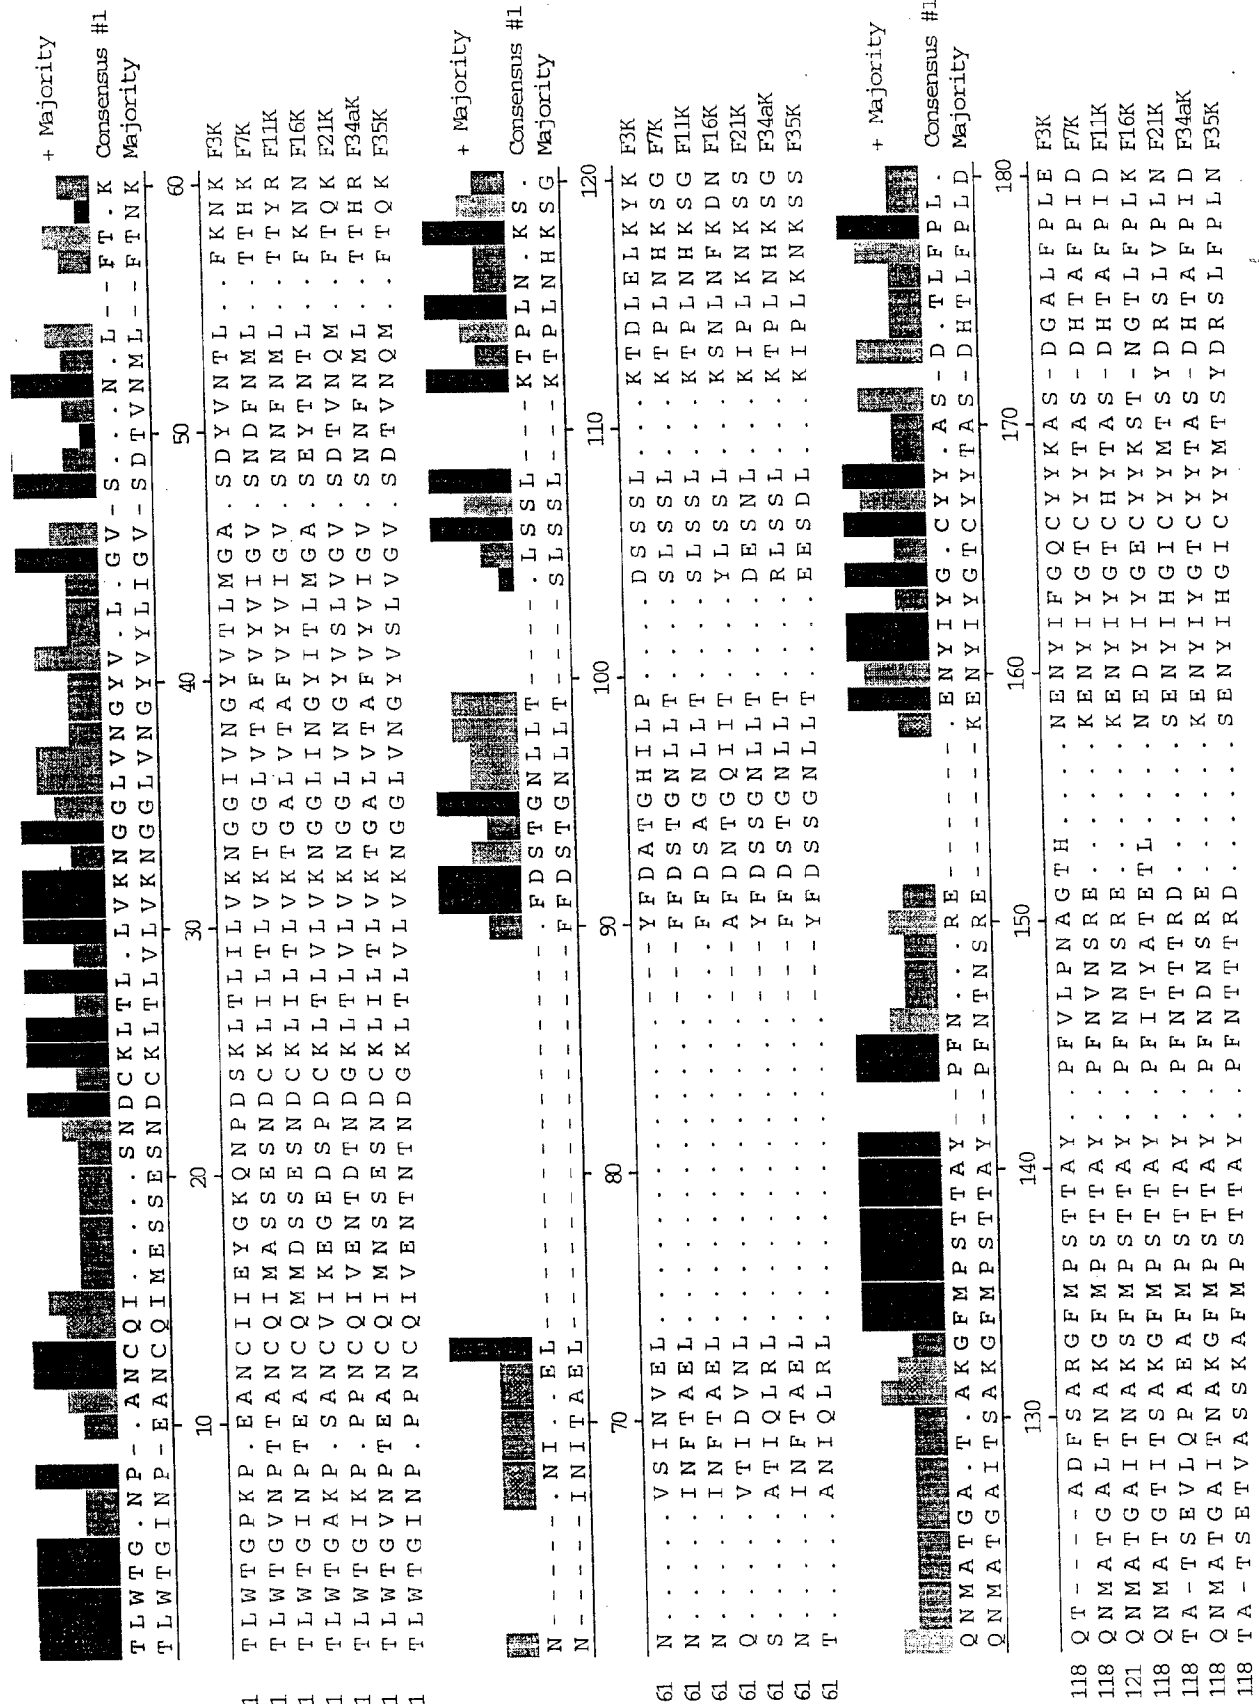 + Majority
TLWTG.NP-.ANCQI.....SNDCKLTL.LVKNGGLVNGYV.L.GV-S...N.L--FT.K Consensus #1
TLWTGINP-EANCQIMESSESNDCKLTLVLVKNGGLVNGYVYLIGV-SDTVNML--FTNK Majority
10 20 30 40 50 60
1 TLWTGPKP.EANCIIEYGKQNPDSKLTLILVKNGGIVNGYVTLMGA.SDYVNTL..FKNK F3K
1 TLWTGVNPTTANCQIMASSESNDCKLILTLVKTGGLVTAFVYVIGV.SNDFNML..TTHK F7K
1 TLWTGINPTEANCQMMDSSESNDCKLILTLVKTGALVTAFVYVIGV.SNNFNML..TTYR F11K
1 TLWTGAKP.SANCVIKEGEDSPDCKLTLVLVKNGGLINGYITLMGA.SEYTNTL..FKNN F16K
1 TLWTGIKP.PPNCQIVENTDTNDGKLTLVLVKNGGLVNGYVSLVGV.SDTVNQM..FTQK F21K
1 TLWTGVNPTEANCQIMNSSESNDCKLILTLVKTGALVTAFVYVIGV.SNNFNML..TTHR F34aK
1 TLWTGINP.PPNCQIVENTNTNDGKLTLVLVKNGGLVNGYVSLVGV.SDTVNQM..FTQK F35K
+ Majority
N-----.NI.EL----------------.FDSTGNLLT----.LSSSL---KTPLN.KS. Consensus #1
N-----INITAEL---------------FFDSTGNLLT----SLSSSL---KTPLNHKSG Majority
70 80 90 100 110 120
61 N.....VSINVEL.............--YFDATGHILP....DSSSSL...KTDLELKYK F3K
61 N.....INFTAEL.............--FFDSTGNLLT....SLSSSL...KTPLNHKSG F7K
61 N.....INFTAEL...............FFDSAGNLLT....SLSSSL...KTPLNHKSG F11K
61 Q.....VTIDVNL.............--AFDNTGQIIT....YLSSSL...KSNLNFKDN F16K
61 S.....ATIQLRL.............--YFDSSGNLLT....DESNL...KIPLKNKSS F21K
61 N.....INFTAEL.............--FFDSTGNLLT....RLSSSL...KTPLNHKSG F34aK
61 T.....ANIQLRL.............--YFDSSGNLLT....EESDL...KIPLKNKSS F35K
+ Majority
QNMATGA.T.AKGFMPSTTAY--PFN...RE-------.ENYIYG.CYY.AS-D.TLFPL. Consensus #1
QNMATGAITSAKGFMPSTTAY--PFNTNSRE-------KENYIYGTCYYTAS-DHTLFPLD Majority
130 140 150 160 170 180
118 QT---ADFSARGFMPSTTAY..PFVLPNAGTH....NENYIFGQCYYKAS-DGALFPLE F3K
118 QNMATGALTNAKGFMPSTTAY..PFNVNSRE......KENYIYGTCYYTAS-DHTAFPID F7K
121 QNMATGAITNAKSFMPSTTAY..PFNNNSRE......KENYIYGTCHYTAS-DHTAFPID F11K
118 QNMATGTITSAKGFMPSTTAY..PFITYATETL....NEDYIYGECYYKST-NGTLFPLK F16K
118 TA-TSEVLQPAEAFMPSTTAY..PFNTTTRD......SENYIHGICYYMTSYDRSLVPLN F21K
118 QNMATGAITNAKGFMPSTTAY..PFNDNSRE......KENYIYGTCYYTAS-DHTAFPID F34aK
118 TA-TSETVASSKAFMPSTTAY..PFNTTTRD......SENYIHGICYYMTSYDRSLFPLN F35K